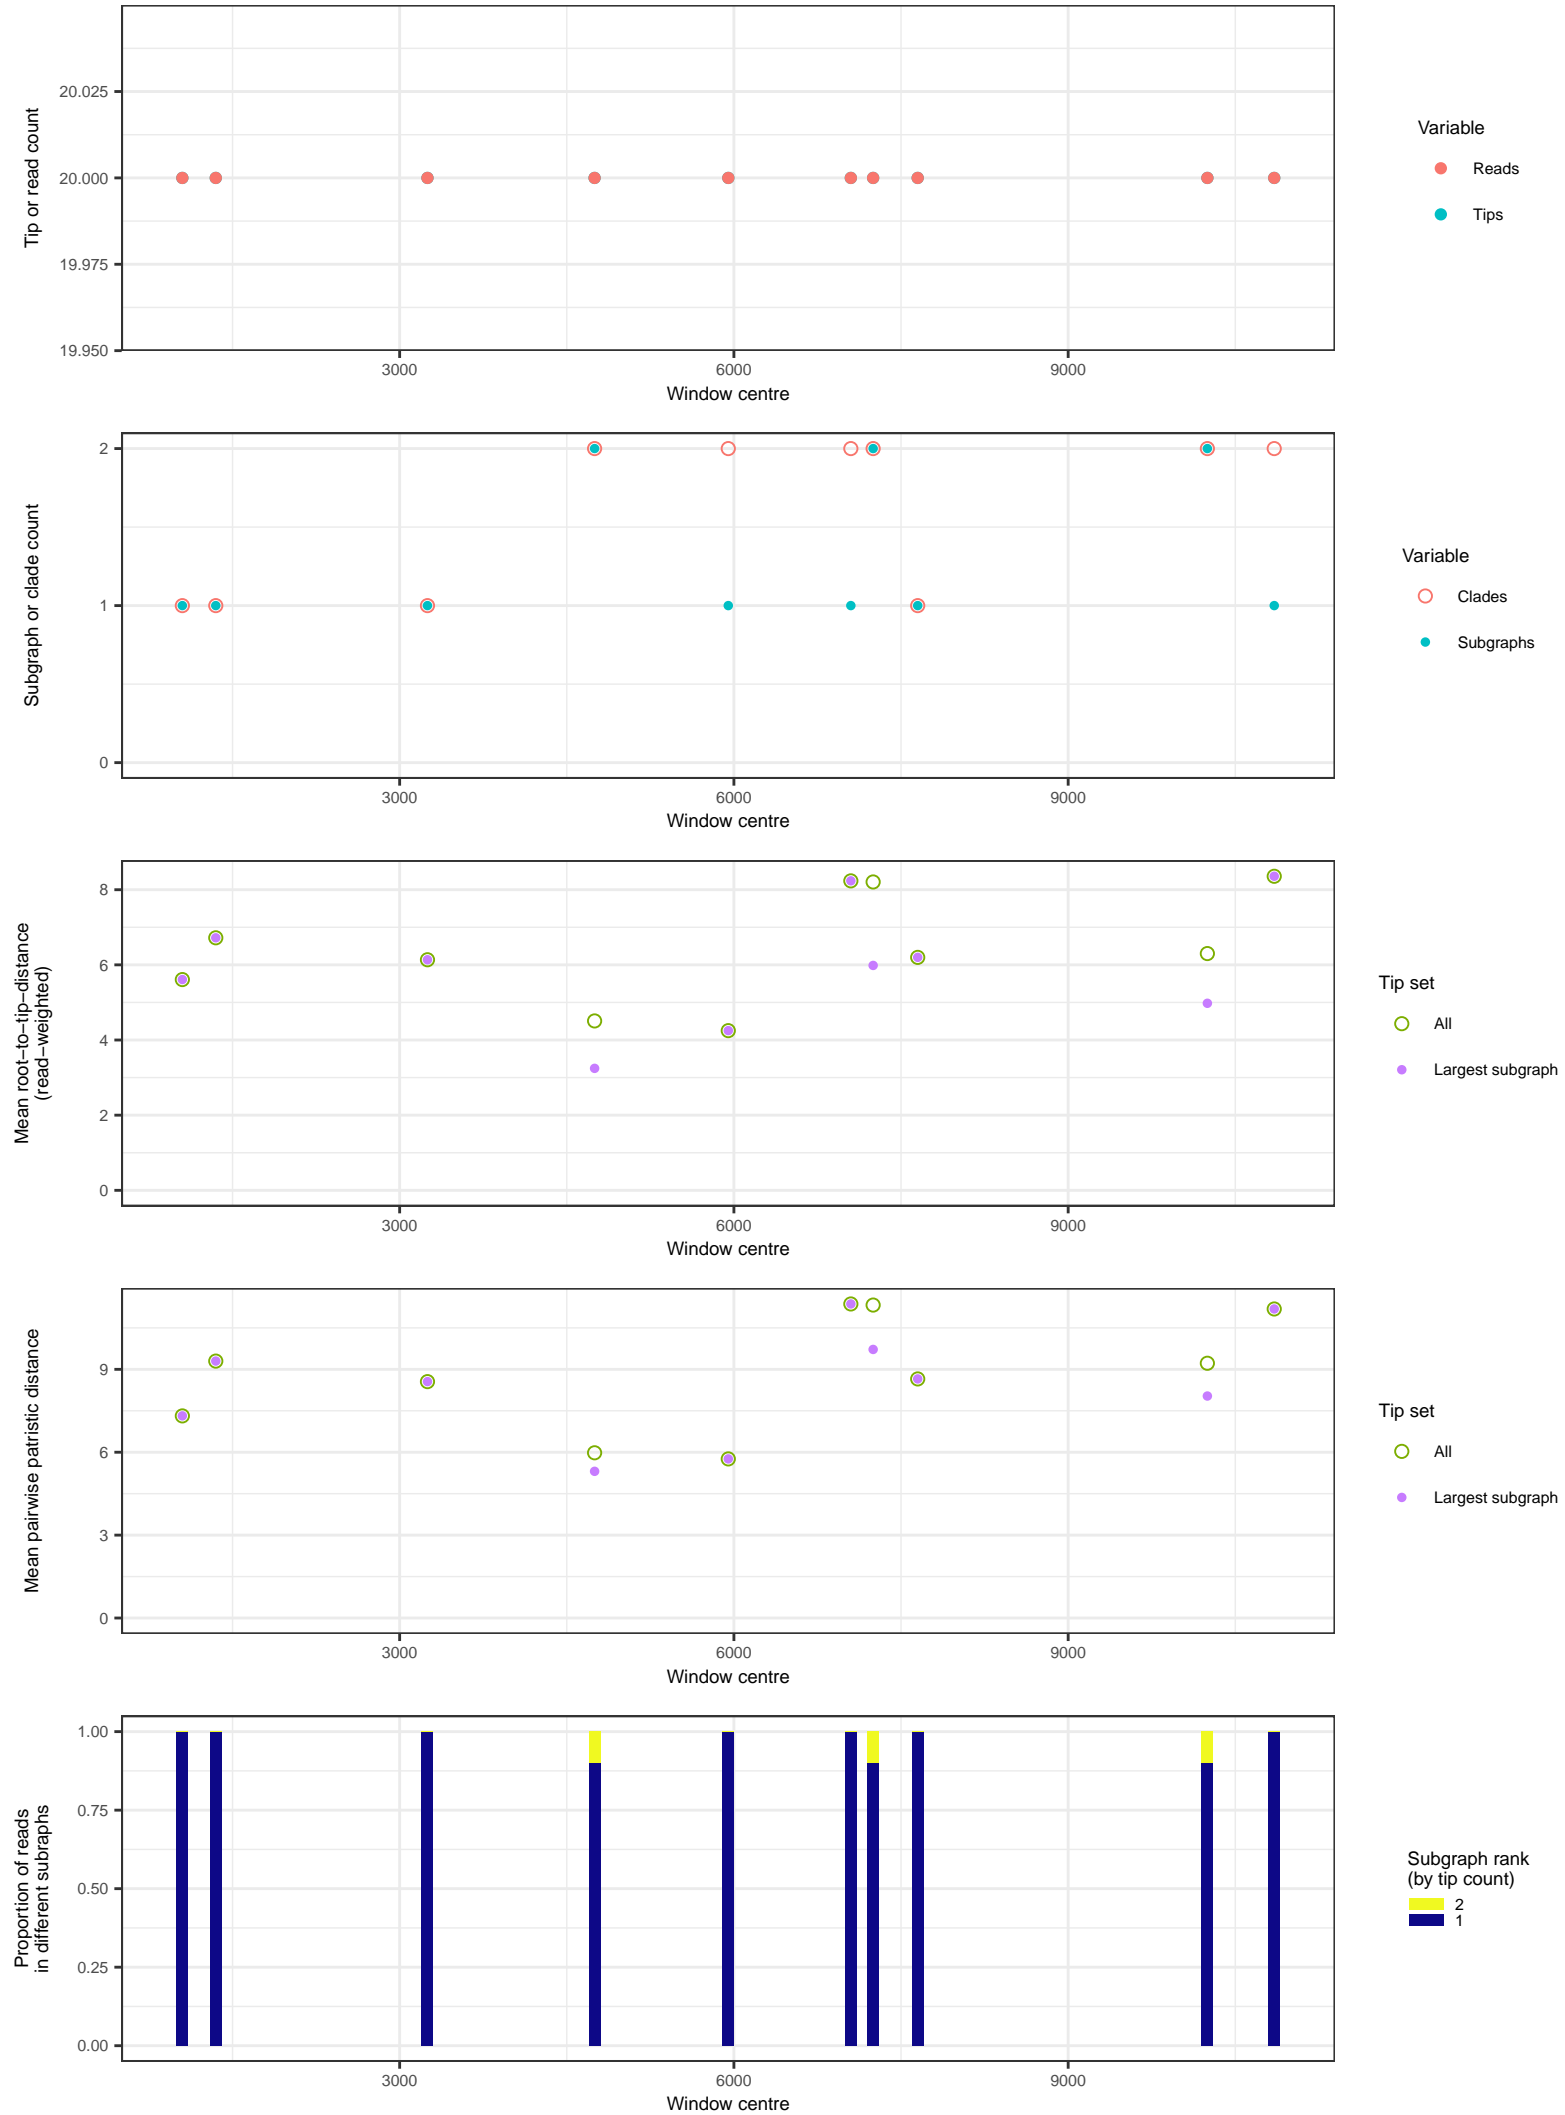 20.025
20.000
19.975
19.950
Tip or read count
3000
6000
9000
Window centre
Variable
Reads
Tips
2
1
0
Subgraph or clade count
3000
6000
9000
Window centre
Variable
Clades
Subgraphs
8
6
4
2
0
Mean root−to−tip−distance
(read−weighted)
3000
6000
9000
Window centre
Tip set
All
Largest subgraph
9
6
3
0
Mean pairwise patristic distance
3000
6000
9000
Window centre
Tip set
All
Largest subgraph
1.00
0.75
0.50
0.25
0.00
Proportion of reads
in different subraphs
3000
6000
9000
Window centre
Subgraph rank
(by tip count)
2
1